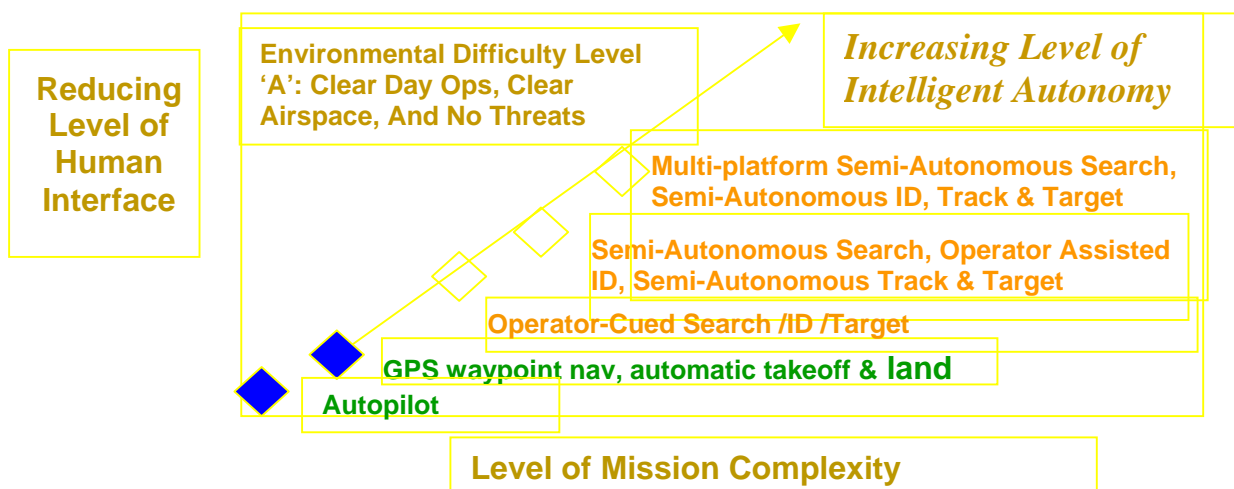 Reducing
Level of
Human
Interface
Environmental Difficulty Level
‘A’: Clear Day Ops, Clear
Airspace, And No Threats
Increasing Level of
Intelligent Autonomy
Multi-platform Semi-Autonomous Search,
Semi-Autonomous ID, Track & Target
Semi-Autonomous Search, Operator Assisted
ID, Semi-Autonomous Track & Target
Operator-Cued Search /ID /Target
GPS waypoint nav, automatic takeoff & land
Autopilot
Level of Mission Complexity